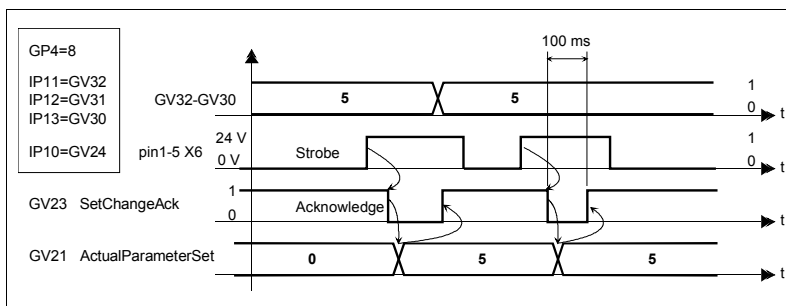 100 ms
GP4=8
IP11=GV32
IP12=GV31
IP13=GV30
IP10=GV24
GV32-GV30
5
5
1
0
t
pin1-5 X6
24 V
0 V
Strobe
1
0
t
GV23 SetChangeAck
1
0
Acknowledge
t
GV21 ActualParameterSet
0
5
5
t